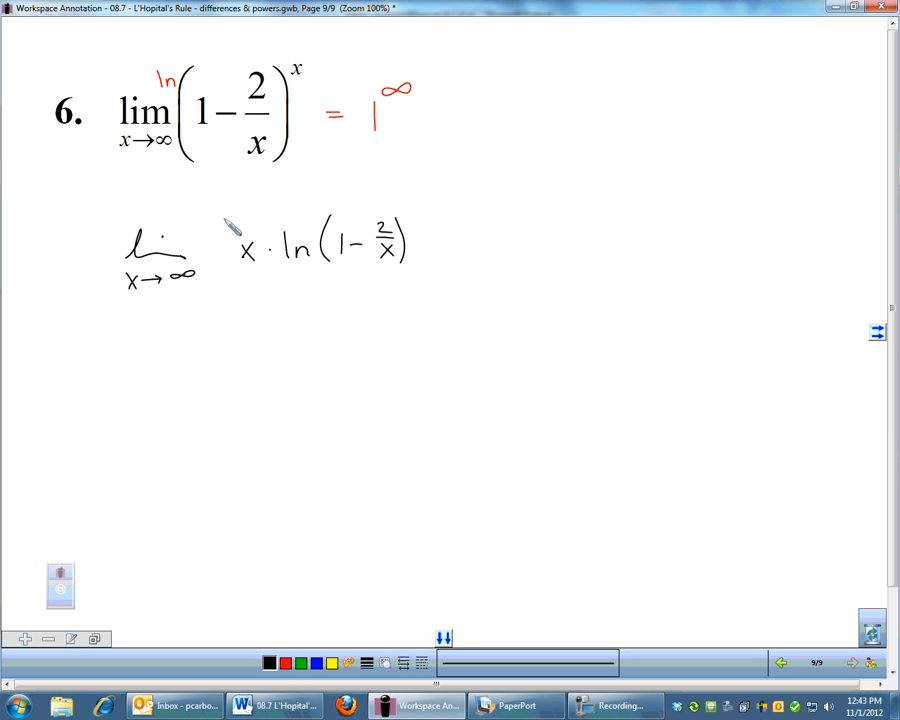 Workspace Annotation - 08.7 - L'Hopital's Rule - differences & powers.gwb, Page 9/9 (Zoom 100%) *
6. lim x→∞ ln (1 − 2/x)^x = 1^∞
lim x→∞ x · ln (1 − 2/x)
9/9
Inbox - pcarbo...
08.7 L'Hopital'...
Workspace An...
PaperPort
Recording...
12:43 PM
11/1/2012